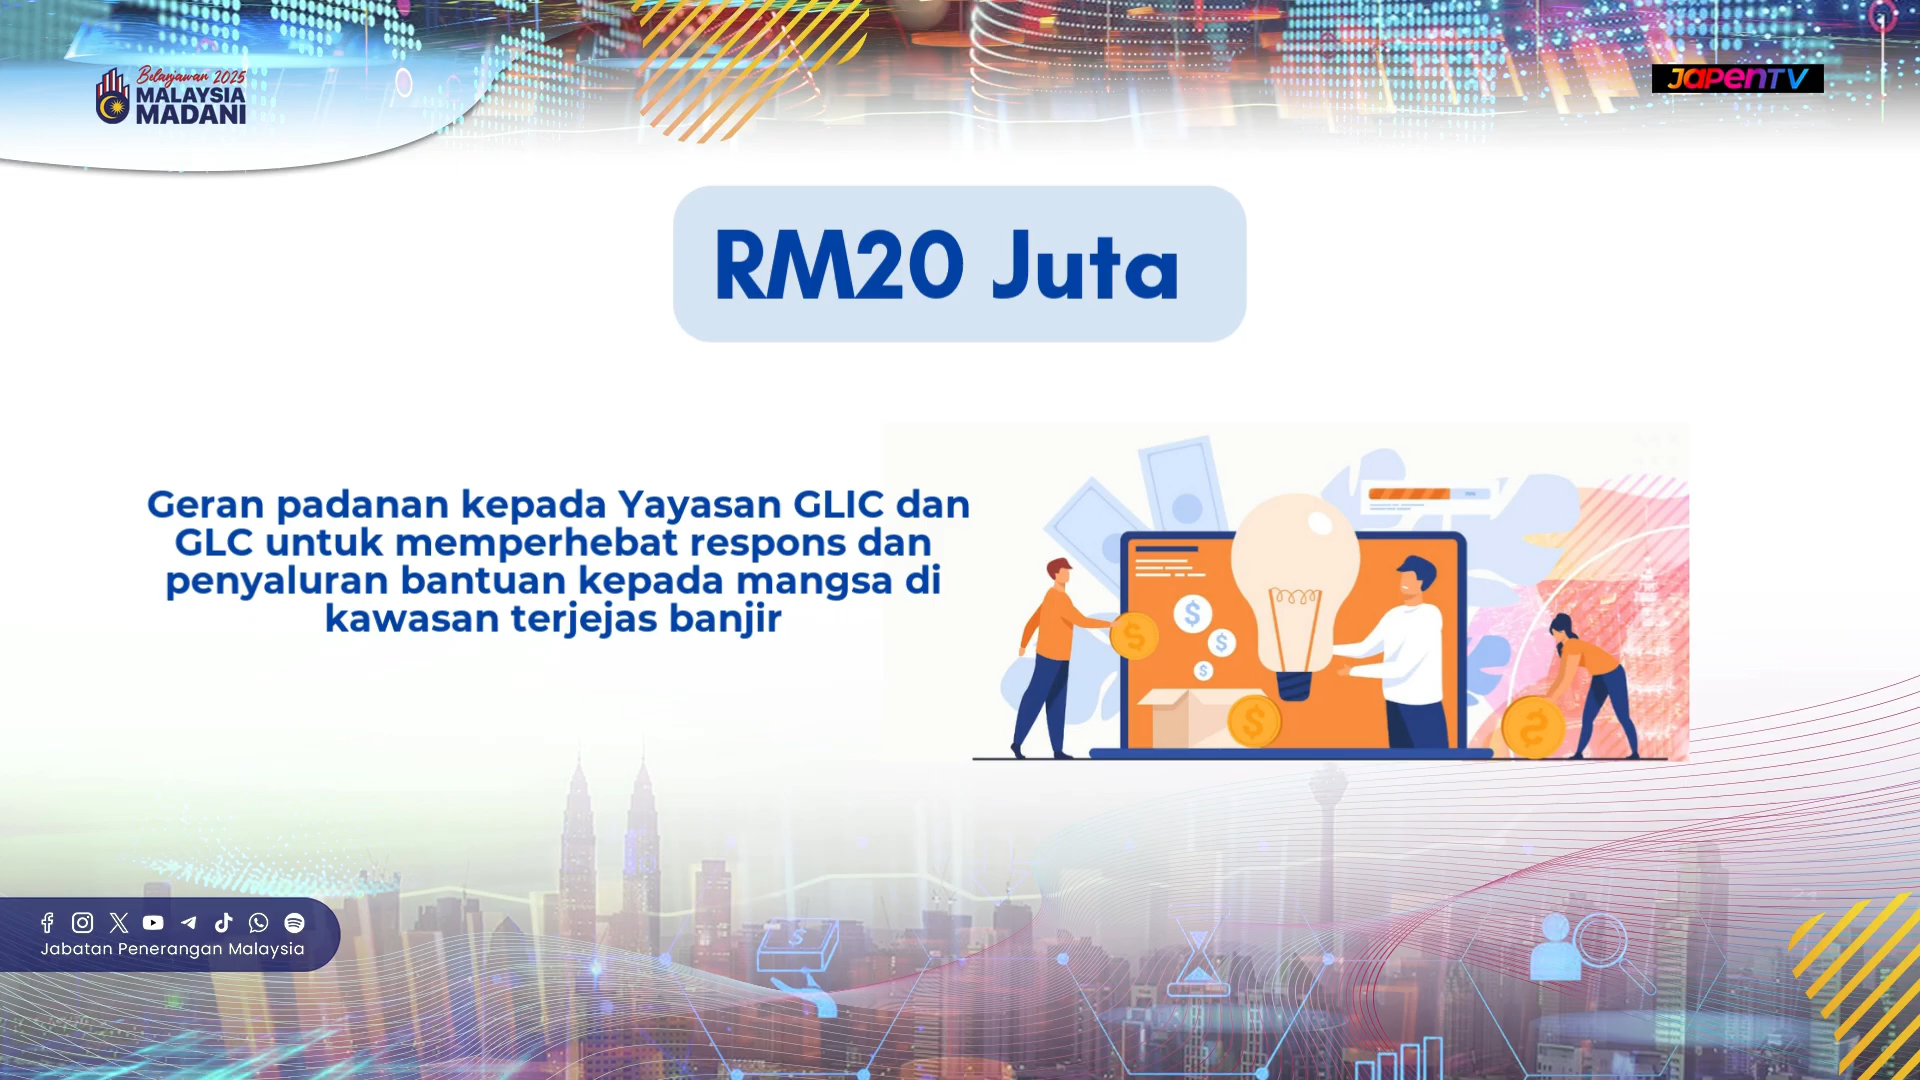 Belanjawan 2025
MALAYSIA
MADANI
JAPENTV
RM20 Juta
Geran padanan kepada Yayasan GLIC dan
GLC untuk memperhebat respons dan
penyaluran bantuan kepada mangsa di
kawasan terjejas banjir
Jabatan Penerangan Malaysia